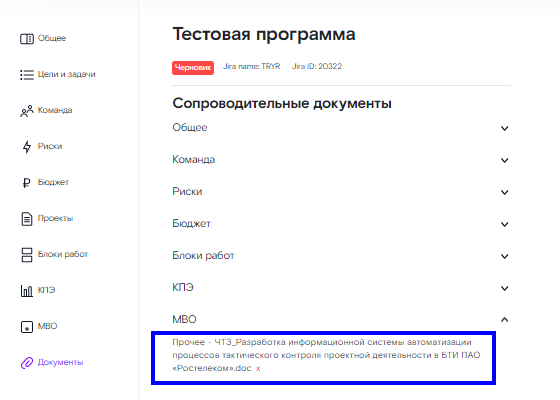 Общее
Цели и задачи
Команда
Риски
Бюджет
Проекты
Блоки работ
КПЭ
МВО
Документы
Тестовая программа
Черновик Jira name: TRYR Jira ID: 20322
Сопроводительные документы
Общее
Команда
Риски
Бюджет
Блоки работ
КПЭ
МВО
Прочее - ЧТЗ_Разработка информационной системы автоматизации
процессов тактического контроля проектной деятельности в БТИ ПАО
«Ростелеком».doc x